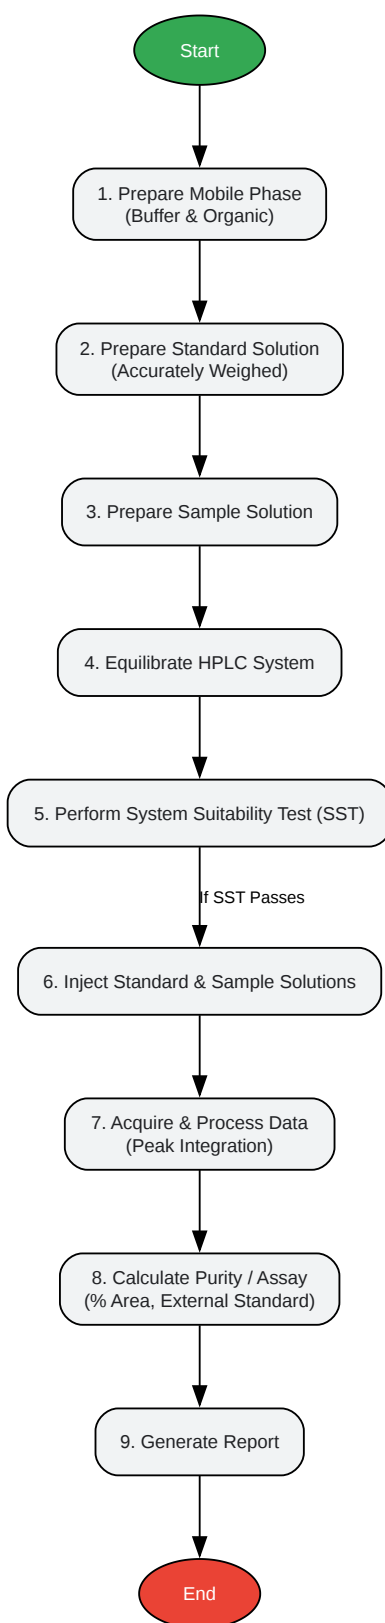 Start
1. Prepare Mobile Phase
(Buffer & Organic)
2. Prepare Standard Solution
(Accurately Weighed)
3. Prepare Sample Solution
4. Equilibrate HPLC System
5. Perform System Suitability Test (SST)
If SST Passes
6. Inject Standard & Sample Solutions
7. Acquire & Process Data
(Peak Integration)
8. Calculate Purity / Assay
(% Area, External Standard)
9. Generate Report
End